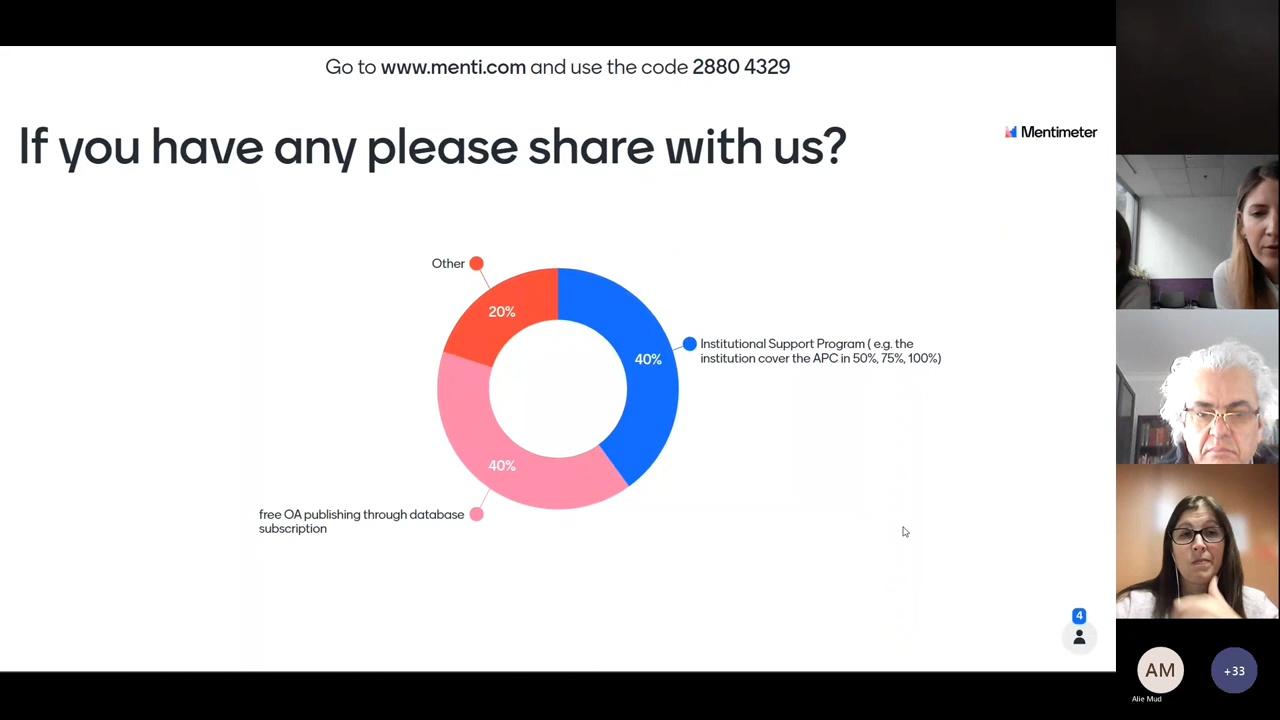 Go to www.menti.com and use the code 2880 4329
If you have any please share with us?
Mentimeter
Other
20%
40%
Institutional Support Program ( e.g. the
institution cover the APC in 50%, 75%, 100%)
40%
free OA publishing through database
subscription
4
AM
+33
Alie Mud